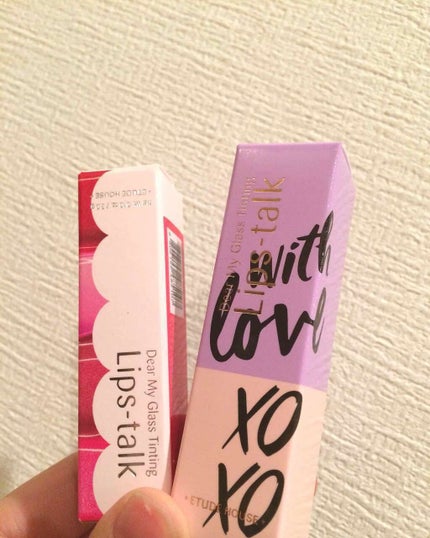 ETUDE HOUSE
Dear My Glass Tinting
Lips-talk
Dear My Glass Tinting
Lips-talk
with
love
XO
XO
ETUDE HOUSE